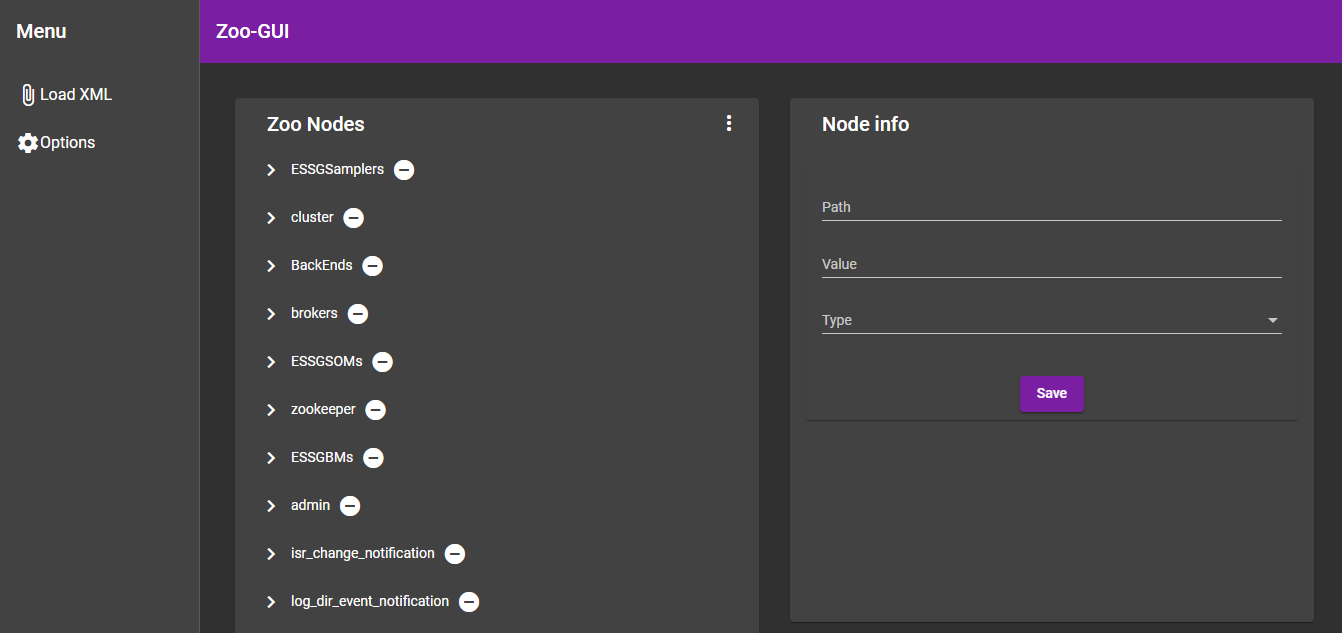 Menu
Zoo-GUI
Load XML
Options
Zoo Nodes
ESSGSamplers
cluster
BackEnds
brokers
ESSGSOMs
zookeeper
ESSGBMs
admin
isr_change_notification
log_dir_event_notification
Node info
Path
Value
Type
Save